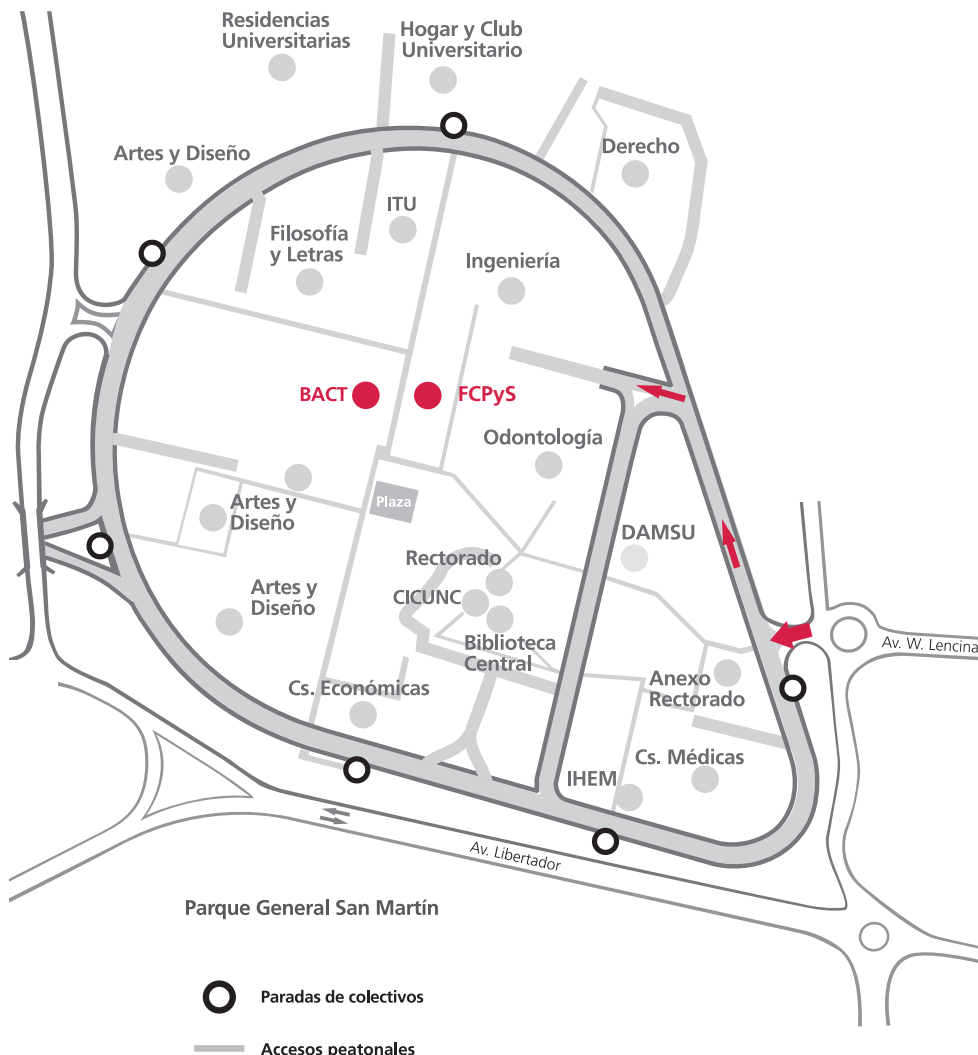 Residencias
Universitarias
Hogar y Club
Universitario
Artes y Diseño
Derecho
ITU
Filosofía
y Letras
Ingeniería
BACT
FCPyS
Odontología
Plaza
Artes y
Diseño
DAMSU
Rectorado
CICUNC
Artes y
Diseño
Biblioteca
Central
Av. W. Lencina
Anexo
Rectorado
Cs. Económicas
Cs. Médicas
IHEM
Av. Libertador
Parque General San Martín
Paradas de colectivos
Accesos peatonales